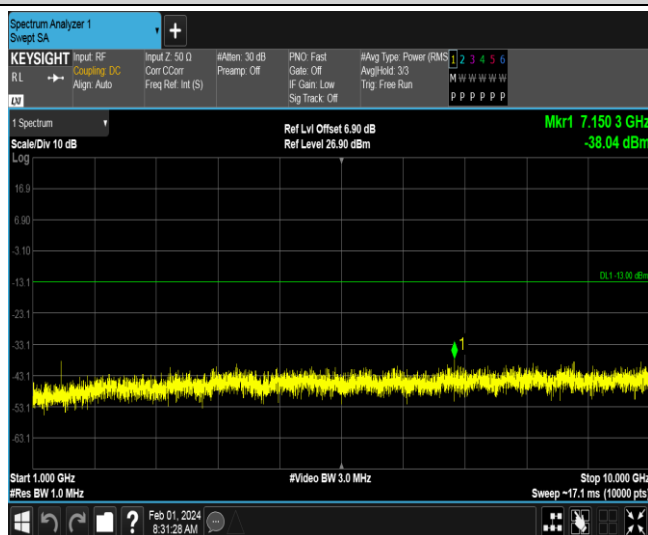 Spectrum Analyzer 1
Swept SA
+
KEYSIGHT
RL
Input: RF
Coupling: DC
Align: Auto
Input Z: 50 Ω
Corr CCorr
Freq Ref: Int (S)
#Atten: 30 dB
Preamp: Off
PNO: Fast
Gate: Off
IF Gain: Low
Sig Track: Off
#Avg Type: Power (RMS
Avg|Hold: 3/3
Trig: Free Run
1 2 3 4 5 6
M W W W W W
P P P P P P
LXI
1 Spectrum
Scale/Div 10 dB
Ref Lvl Offset 6.90 dB
Ref Level 26.90 dBm
Mkr1 7.150 3 GHz
-38.04 dBm
Log
16.9
6.90
-3.10
-13.1
DL1 -13.00 dBm
-23.1
-33.1
1
-43.1
-53.1
-63.1
Start 1.000 GHz
#Res BW 1.0 MHz
#Video BW 3.0 MHz
Stop 10.000 GHz
Sweep ~17.1 ms (10000 pts)
?
Feb 01, 2024
8:31:28 AM